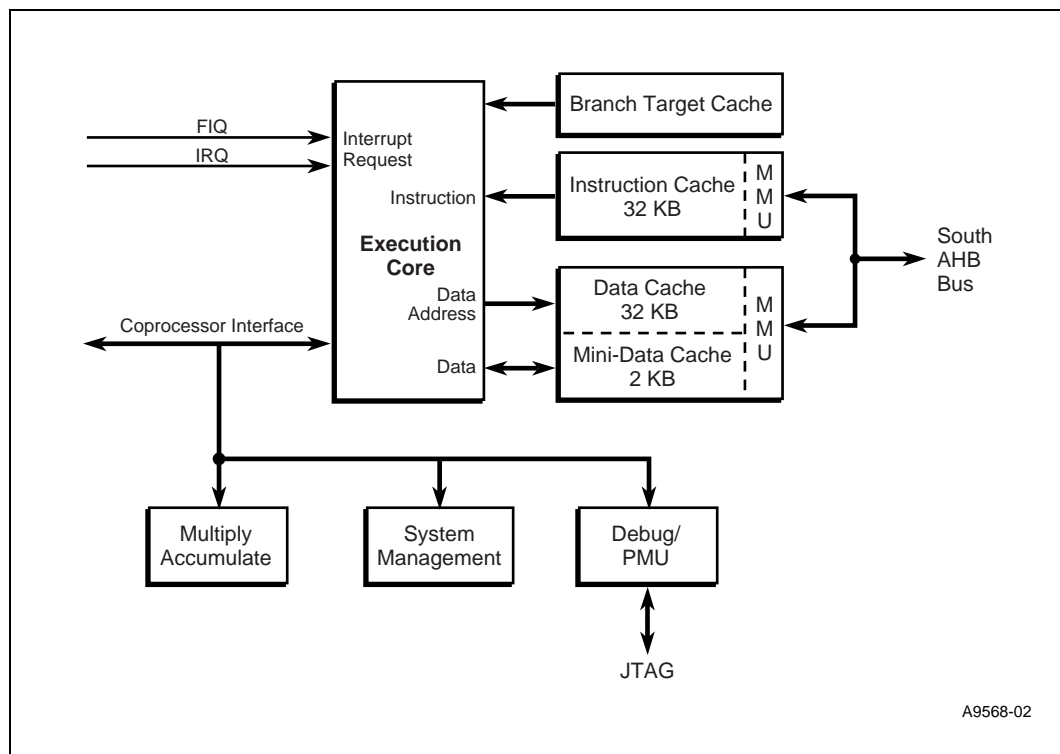 FIQ
IRQ
Interrupt
Request
Instruction
Execution
Core
Data
Address
Data
Coprocessor Interface
Branch Target Cache
Instruction Cache
32 KB
M
M
U
Data Cache
32 KB
Mini-Data Cache
2 KB
M
M
U
South
AHB
Bus
Multiply
Accumulate
System
Management
Debug/
PMU
JTAG
A9568-02